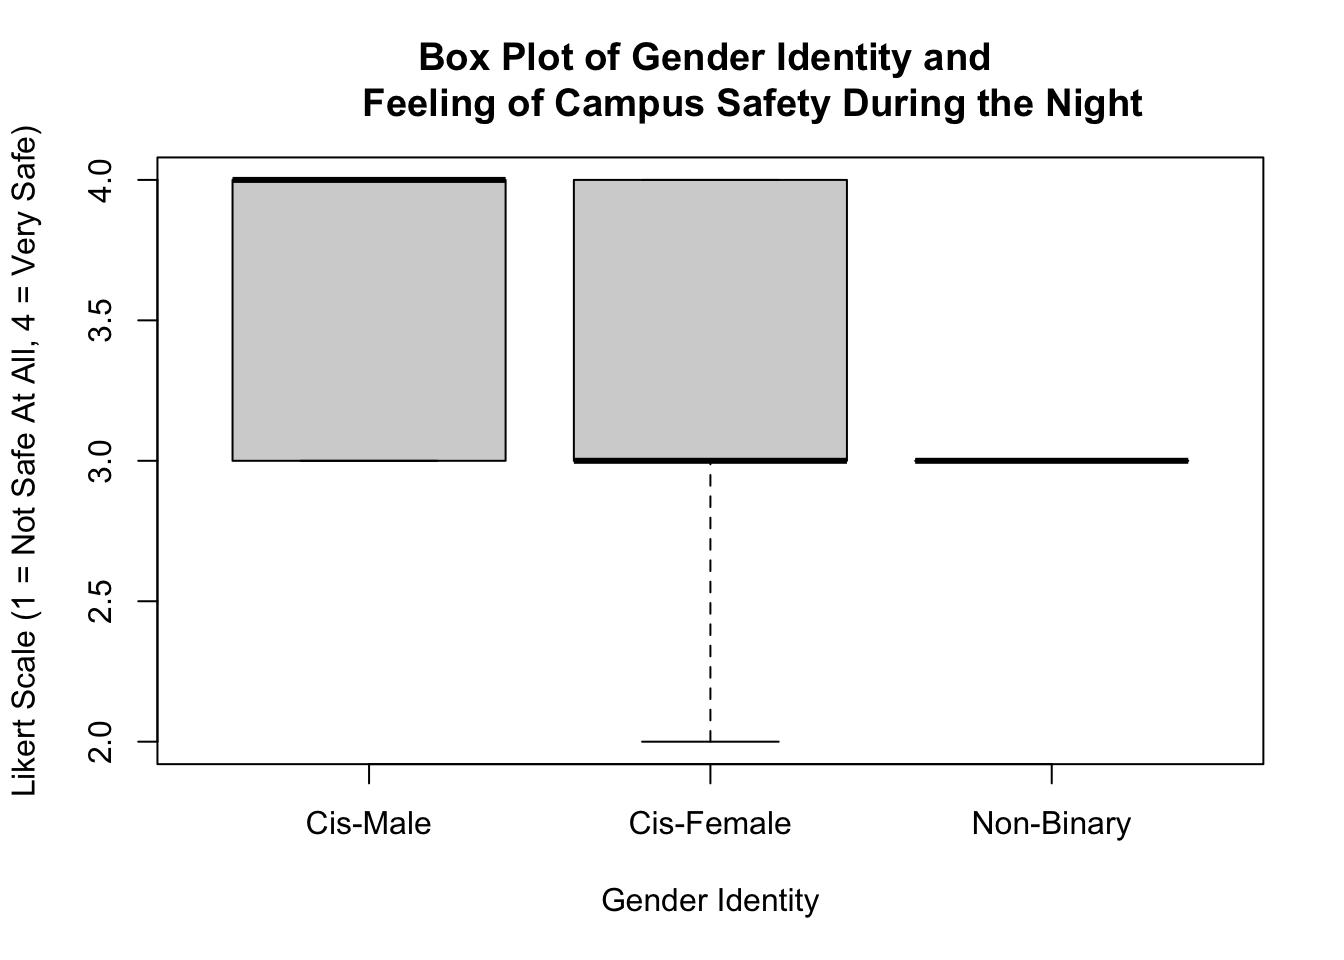 Box Plot of Gender Identity and
Feeling of Campus Safety During the Night
Likert Scale (1 = Not Safe At All, 4 = Very Safe)
4.0
3.5
3.0
2.5
2.0
Cis-Male
Cis-Female
Non-Binary
Gender Identity